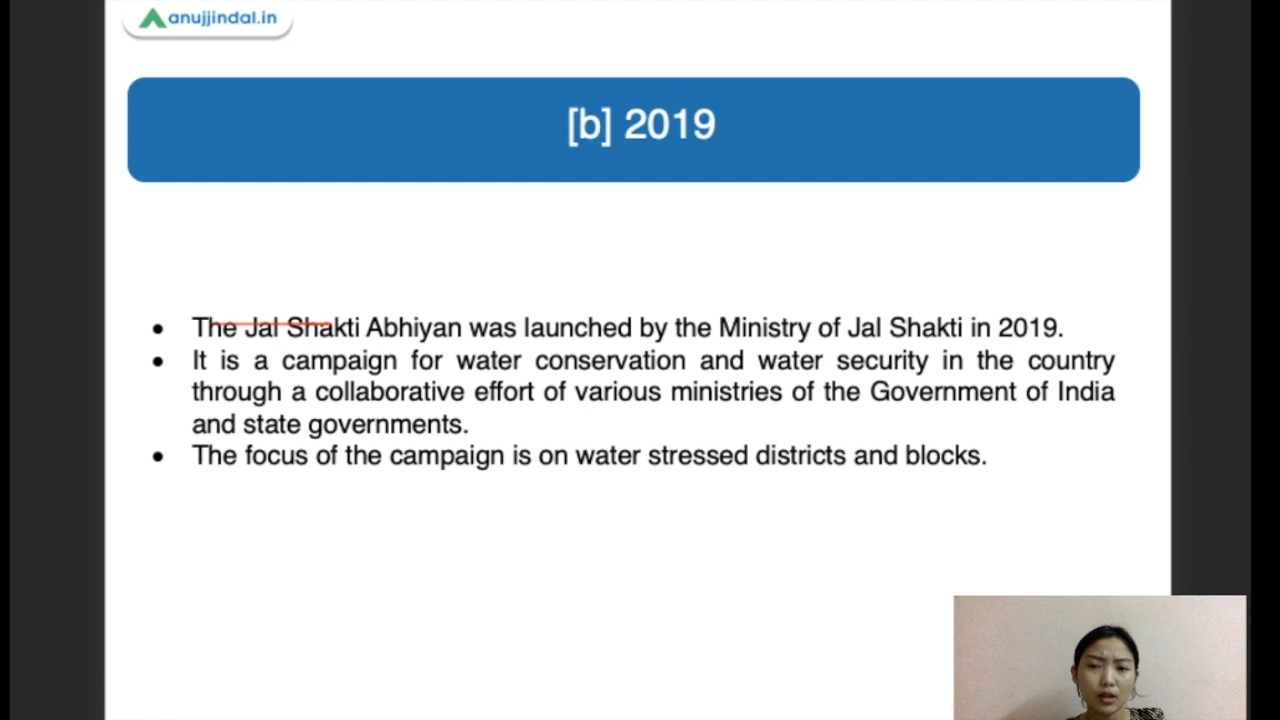 anujjindal.in
[b] 2019
• The Jal Shakti Abhiyan was launched by the Ministry of Jal Shakti in 2019.
• It is a campaign for water conservation and water security in the country
through a collaborative effort of various ministries of the Government of India
and state governments.
• The focus of the campaign is on water stressed districts and blocks.